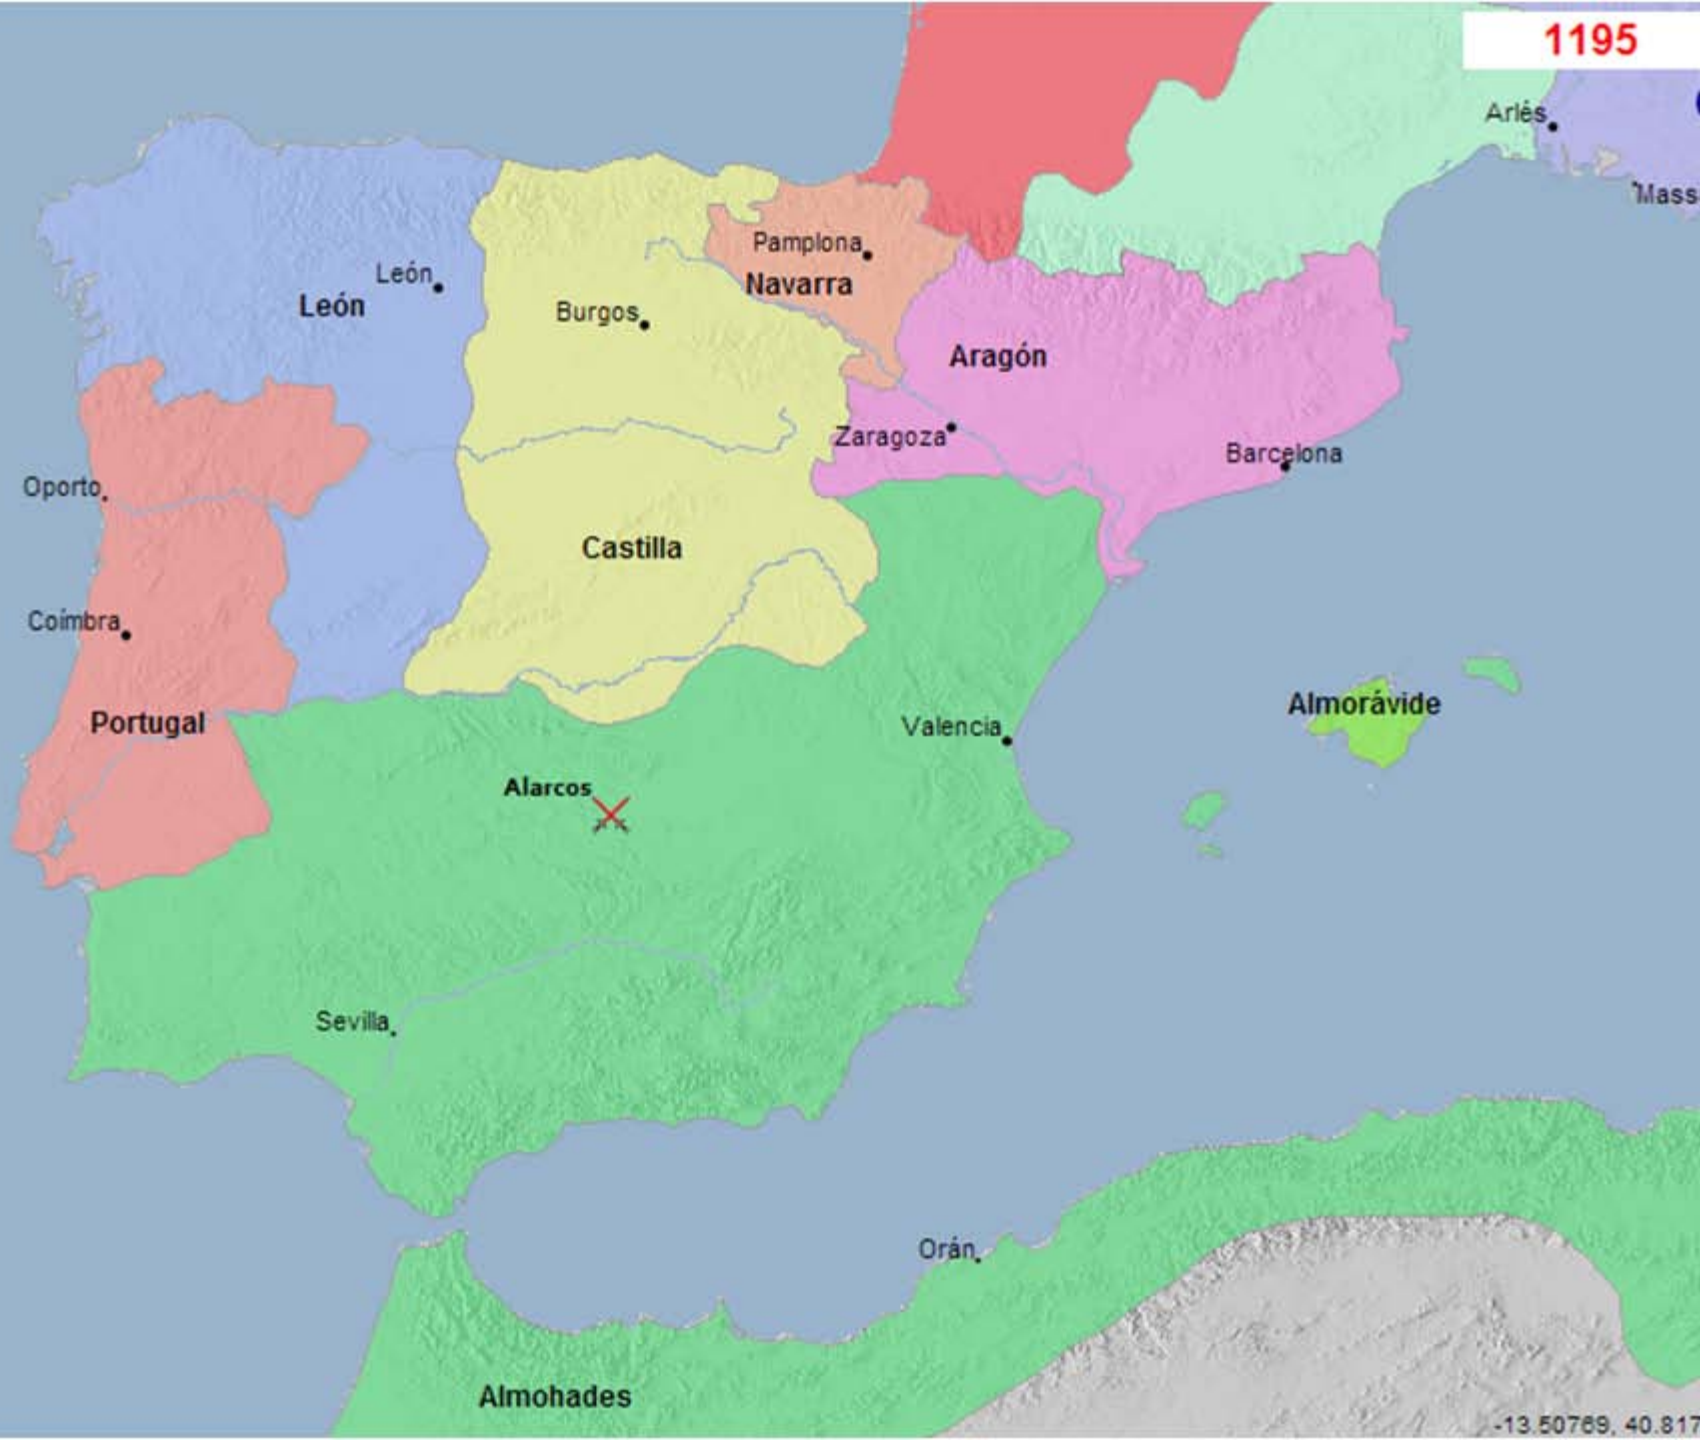 1195
Arlés
Mass
Pamplona
Navarra
León
León
Burgos
Aragón
Zaragoza
Barcelona
Oporto
Castilla
Coímbra
Portugal
Valencia
Almorávide
Alarcos
Sevilla
Orán
Almohades
-13.50769, 40.817